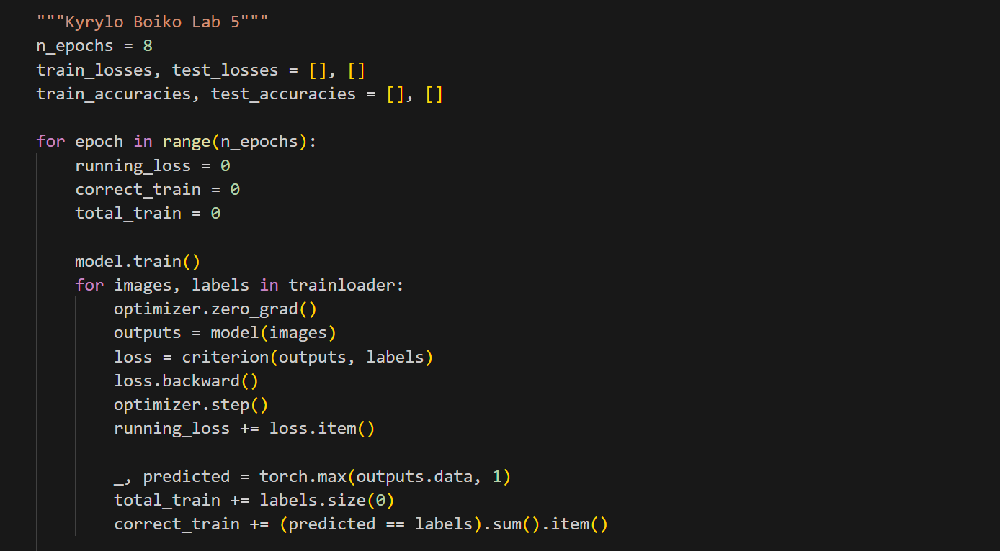 """Kyrylo Boiko Lab 5"""
n_epochs = 8
train_losses, test_losses = [], []
train_accuracies, test_accuracies = [], []
for epoch in range(n_epochs):
    running_loss = 0
    correct_train = 0
    total_train = 0
    model.train()
    for images, labels in trainloader:
        optimizer.zero_grad()
        outputs = model(images)
        loss = criterion(outputs, labels)
        loss.backward()
        optimizer.step()
        running_loss += loss.item()
        _, predicted = torch.max(outputs.data, 1)
        total_train += labels.size(0)
        correct_train += (predicted == labels).sum().item()